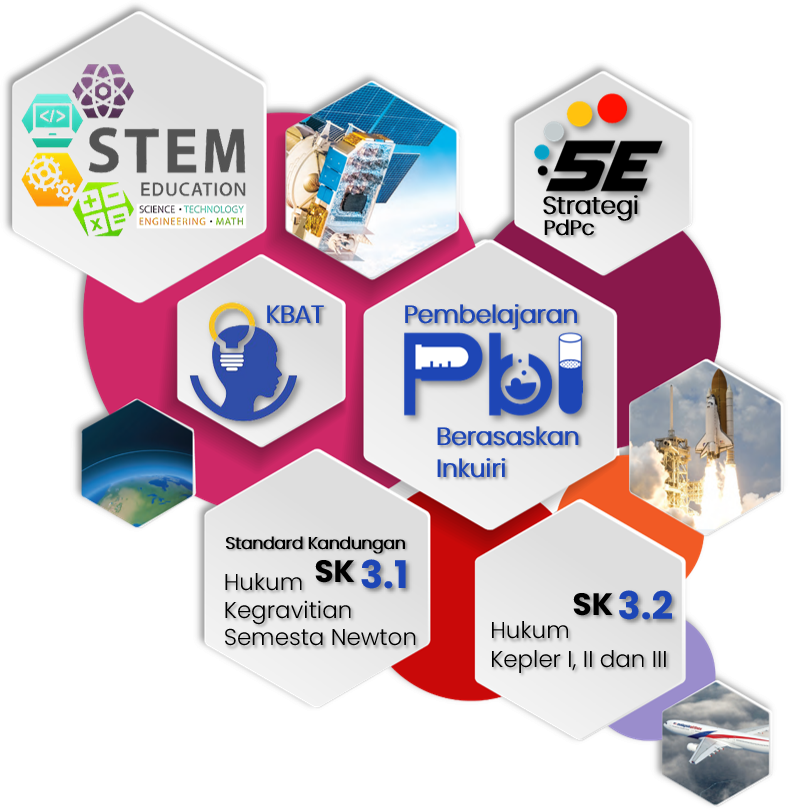 STEM
EDUCATION
SCIENCE • TECHNOLOGY
ENGINEERING • MATH
</>
5E
Strategi
PdPc
KBAT
Pembelajaran
PbI
Berasaskan
Inkuiri
Standard Kandungan
SK 3.1
Hukum
Kegravitian
Semesta Newton
SK 3.2
Hukum
Kepler I, II dan III